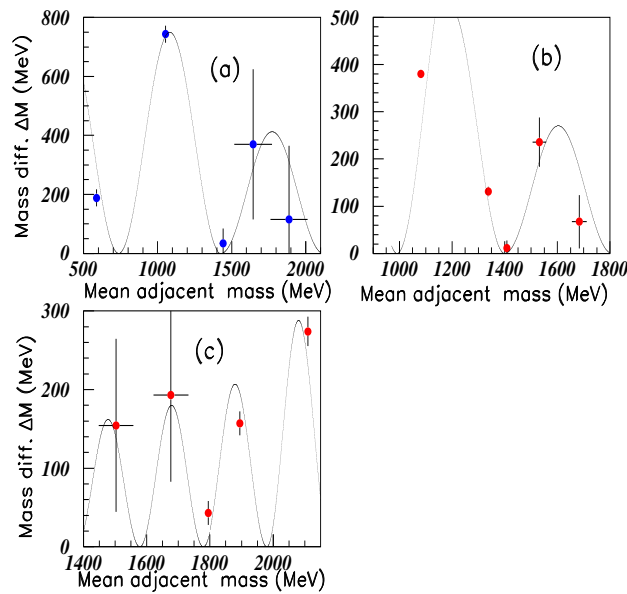 800
600
400
200
0
Mass diff. ΔM (MeV)
(a)
500 1000 1500 2000
Mean adjacent mass (MeV)
500
400
300
200
100
0
(b)
1000 1200 1400 1600 1800
Mean adjacent mass (MeV)
300
200
100
0
Mass diff. ΔM (MeV)
(c)
1400 1600 1800 2000
Mean adjacent mass (MeV)